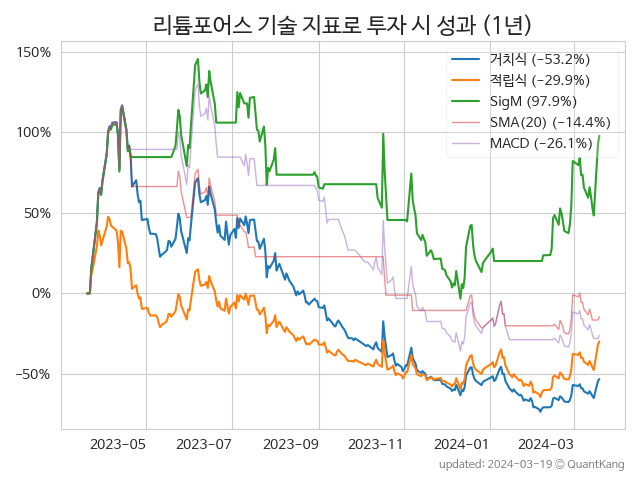 리튬포어스 기술 지표로 투자 시 성과 (1년)
150%
100%
50%
0%
−50%
거치식 (−53.2%)
적립식 (−29.9%)
SigM (97.9%)
SMA(20) (−14.4%)
MACD (−26.1%)
2023-05
2023-07
2023-09
2023-11
2024-01
2024-03
updated: 2024-03-19 © QuantKang